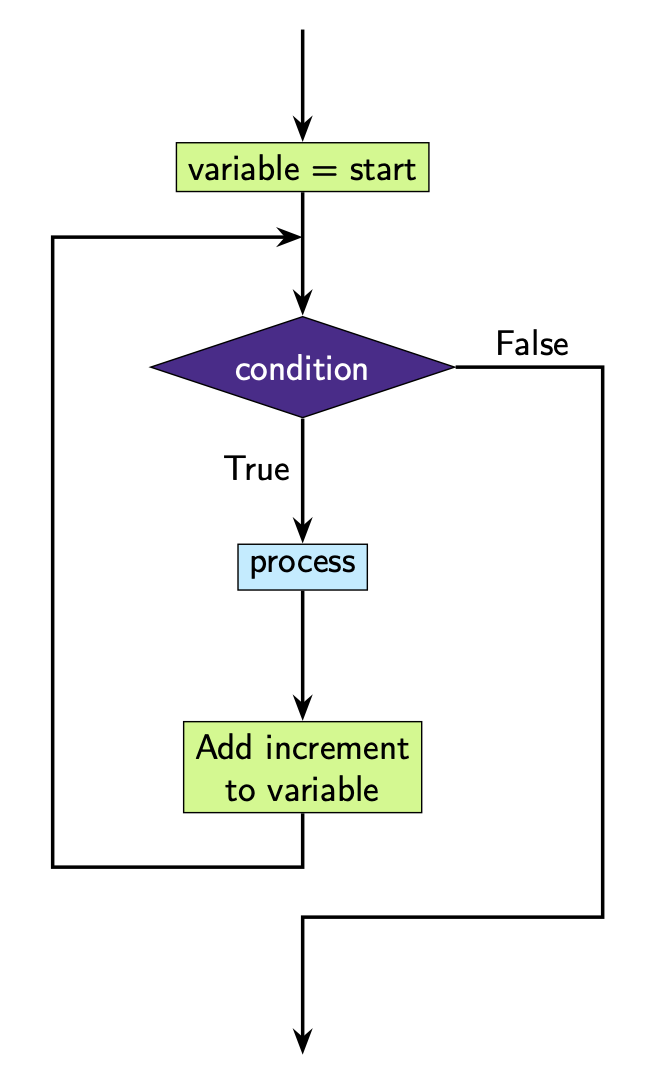 variable = start
condition
False
True
process
Add increment
to variable